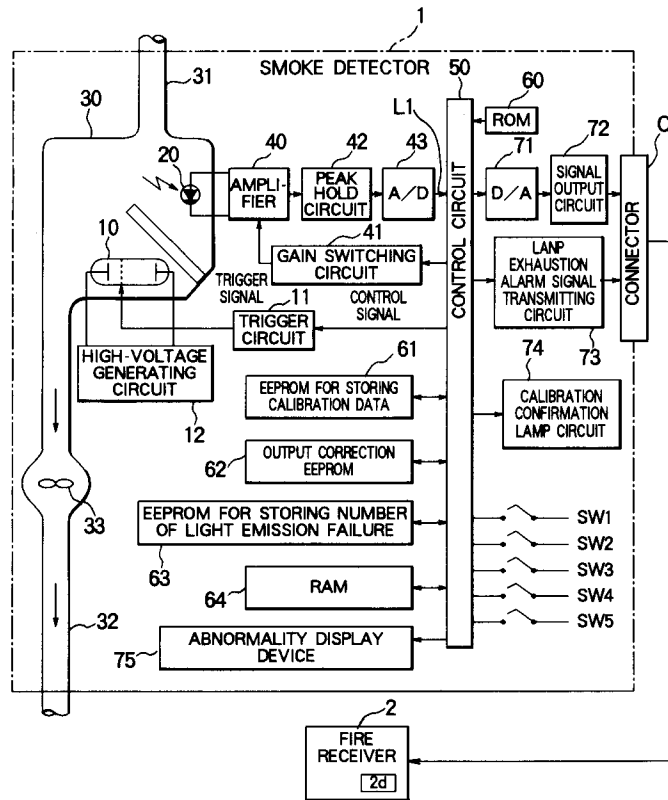 1
SMOKE DETECTOR
31
30
50
60
ROM
L1
20
40
42
43
71
72
C
AMPLI-
FIER
PEAK
HOLD
CIRCUIT
A/D
D/A
SIGNAL
OUTPUT
CIRCUIT
CONTROL CIRCUIT
CONNECTOR
10
41
GAIN SWITCHING
CIRCUIT
TRIGGER
SIGNAL
CONTROL
SIGNAL
11
TRIGGER
CIRCUIT
LANP
EXHAUSTION
ALARM SIGNAL
TRANSMITTING
CIRCUIT
73
HIGH-VOLTAGE
GENERATING
CIRCUIT
12
61
EEPROM FOR STORING
CALIBRATION DATA
74
CALIBRATION
CONFIRMATION
LAMP CIRCUIT
62
OUTPUT CORRECTION
EEPROM
33
EEPROM FOR STORING NUMBER
OF LIGHT EMISSION FAILURE
63
SW1
SW2
SW3
SW4
SW5
64
RAM
32
75
ABNORMALITY DISPLAY
DEVICE
2
FIRE
RECEIVER
2d